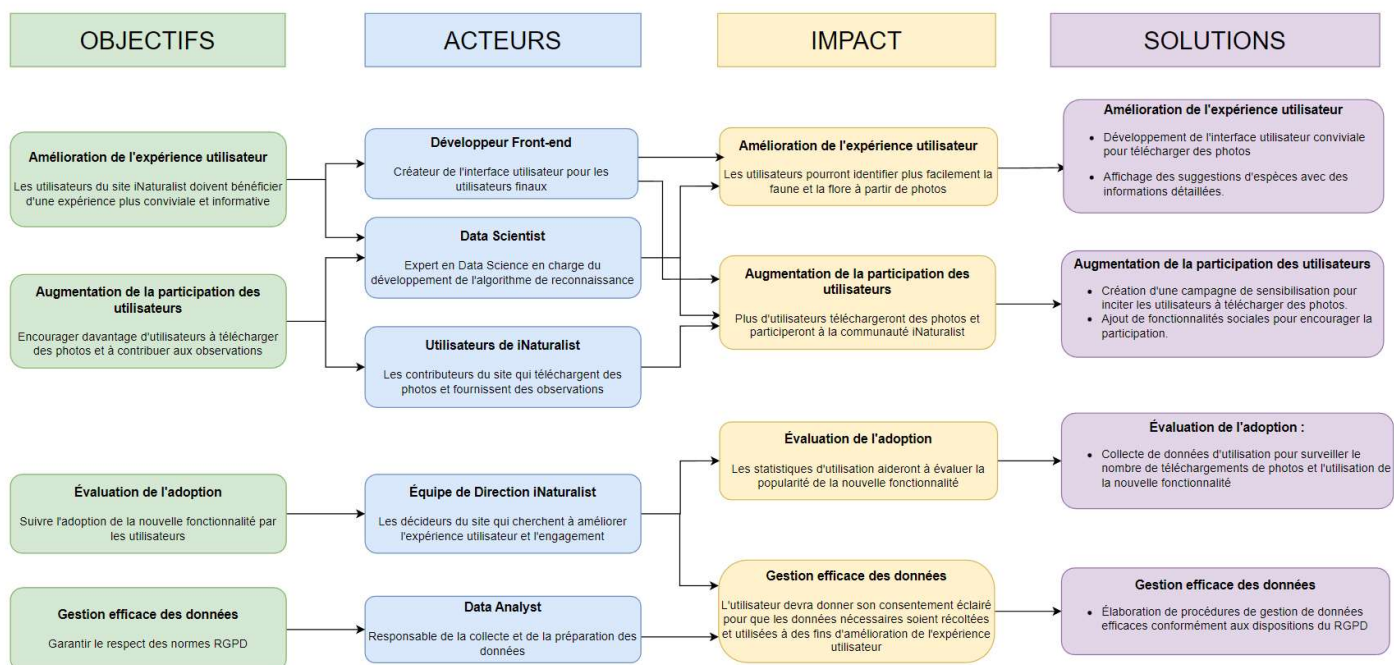 OBJECTIFS
ACTEURS
IMPACT
SOLUTIONS
Amélioration de l'expérience utilisateur
Les utilisateurs du site iNaturalist doivent bénéficier
d'une expérience plus conviviale et informative
Augmentation de la participation des
utilisateurs
Encourager davantage d'utilisateurs à télécharger
des photos et à contribuer aux observations
Évaluation de l'adoption
Suivre l'adoption de la nouvelle fonctionnalité par
les utilisateurs
Gestion efficace des données
Garantir le respect des normes RGPD
Développeur Front-end
Créateur de l'interface utilisateur pour les
utilisateurs finaux
Data Scientist
Expert en Data Science en charge du
développement de l'algorithme de reconnaissance
Utilisateurs de iNaturalist
Les contributeurs du site qui téléchargent des
photos et fournissent des observations
Équipe de Direction iNaturalist
Les décideurs du site qui cherchent à améliorer
l'expérience utilisateur et l'engagement
Data Analyst
Responsable de la collecte et de la préparation des
données
Amélioration de l'expérience utilisateur
Les utilisateurs pourront identifier plus facilement la
faune et la flore à partir de photos
Augmentation de la participation des
utilisateurs
Plus d'utilisateurs téléchargeront des photos et
participeront à la communauté iNaturalist
Évaluation de l'adoption
Les statistiques d'utilisation aideront à évaluer la
popularité de la nouvelle fonctionnalité
Gestion efficace des données
L'utilisateur devra donner son consentement éclairé
pour que les données nécessaires soient récoltées
et utilisées à des fins d'amélioration de l'expérience
utilisateur
Amélioration de l'expérience utilisateur
• Développement de l'interface utilisateur conviviale
pour télécharger des photos
• Affichage des suggestions d'espèces avec des
informations détaillées.
Augmentation de la participation des utilisateurs
• Création d'une campagne de sensibilisation pour
inciter les utilisateurs à télécharger des photos.
• Ajout de fonctionnalités sociales pour encourager la
participation.
Évaluation de l'adoption :
• Collecte de données d'utilisation pour surveiller le
nombre de téléchargements de photos et l'utilisation de
la nouvelle fonctionnalité
Gestion efficace des données
• Élaboration de procédures de gestion de données
efficaces conformément aux dispositions du RGPD